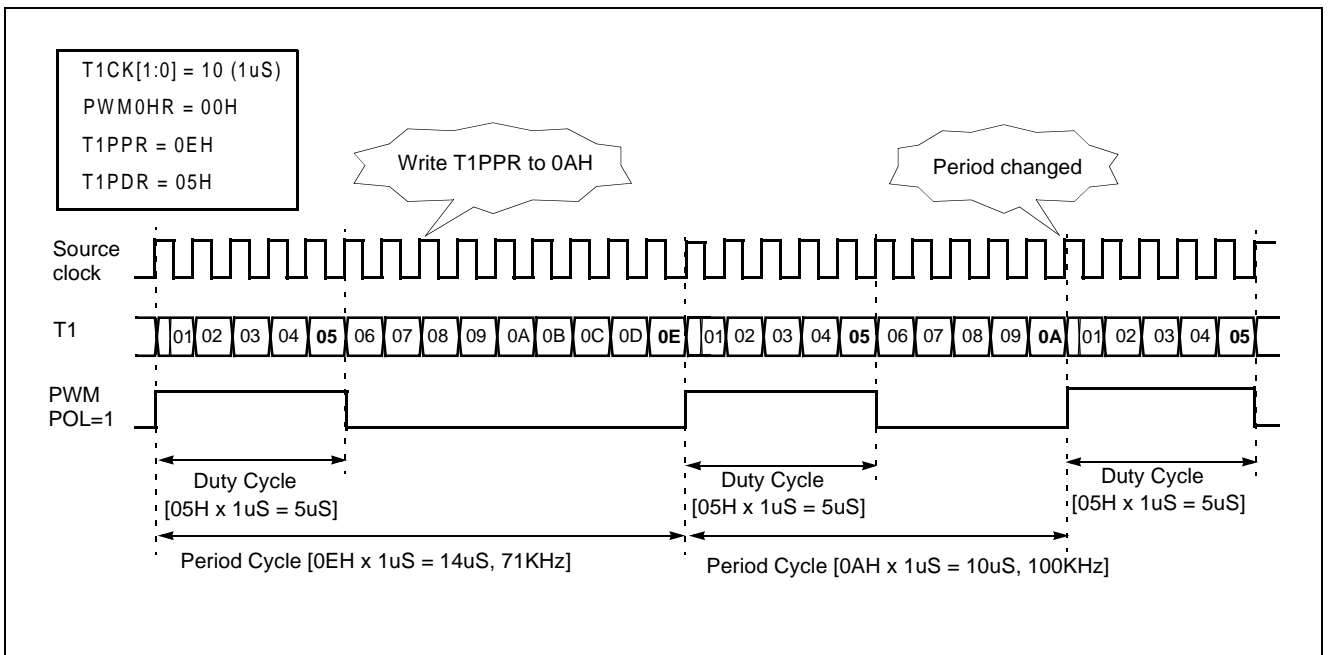 T1CK[1:0] = 10 (1uS)
PWM0HR = 00H
T1PPR = 0EH
T1PDR = 05H
Write T1PPR to 0AH
Period changed
Source
clock
T1
01 02 03 04 05 06 07 08 09 0A 0B 0C 0D 0E 01 02 03 04 05 06 07 08 09 0A 01 02 03 04 05
PWM
POL=1
Duty Cycle
[05H x 1uS = 5uS]
Duty Cycle
[05H x 1uS = 5uS]
Duty Cycle
[05H x 1uS = 5uS]
Period Cycle [0EH x 1uS = 14uS, 71KHz]
Period Cycle [0AH x 1uS = 10uS, 100KHz]